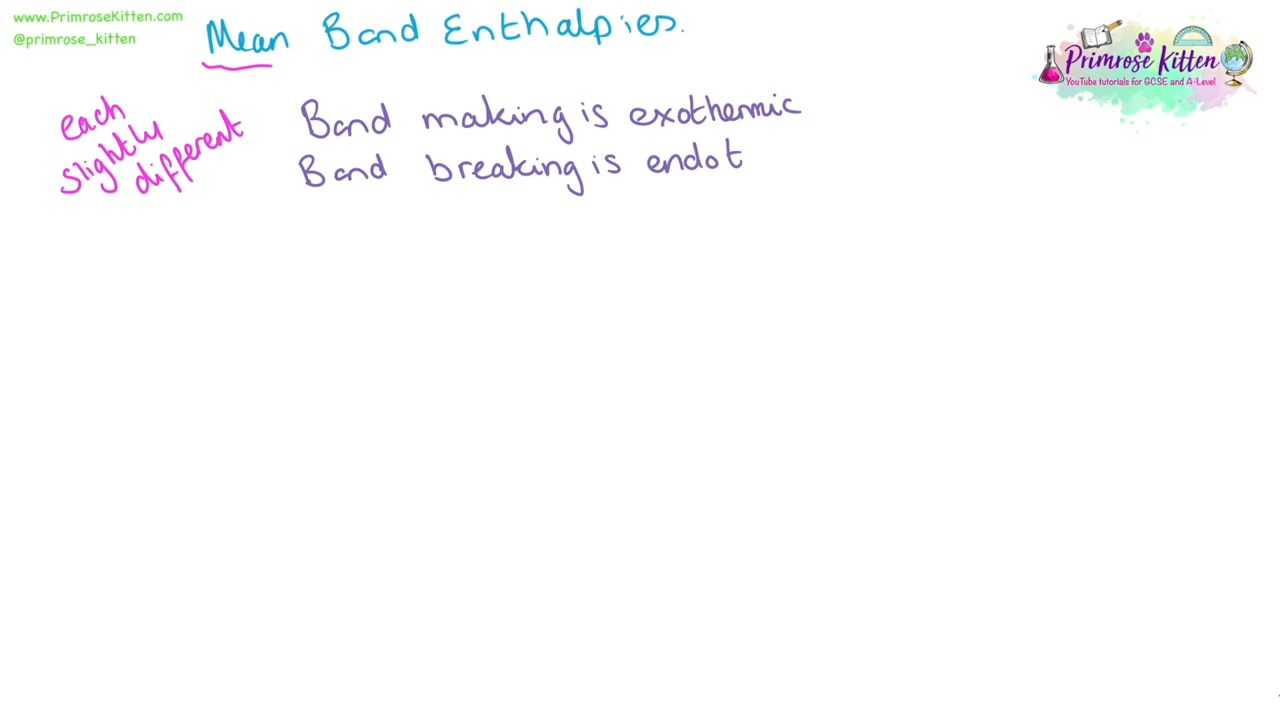 www.PrimroseKitten.com
@primrose_kitten
Mean Bond Enthalpies.
Primrose Kitten
YouTube tutorials for GCSE and A-Level
each
slightly
different
Bond making is exothermic
Bond breaking is endot